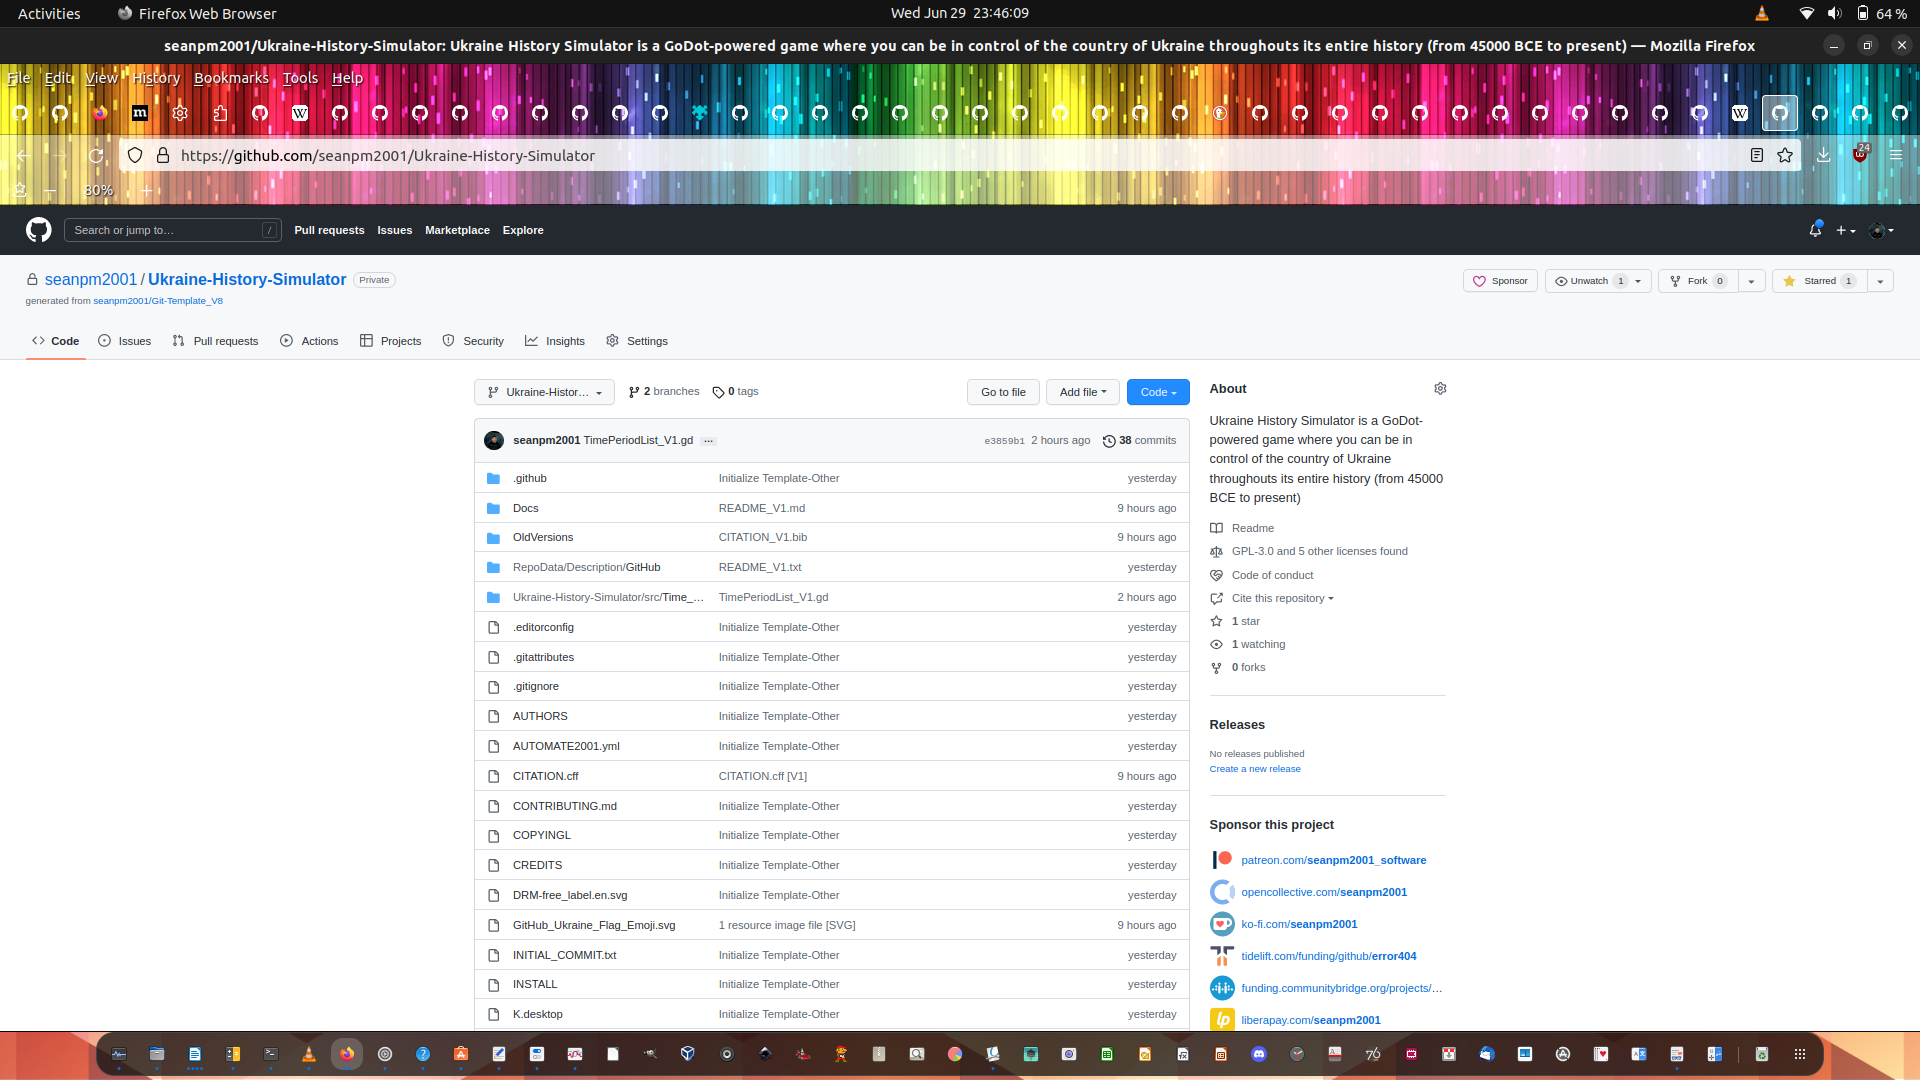 Activities Firefox Web Browser Wed Jun 29 23:46:09 64 %
seanpm2001/Ukraine-History-Simulator: Ukraine History Simulator is a GoDot-powered game where you can be in control of the country of Ukraine throughouts its entire history (from 45000 BCE to present) — Mozilla Firefox
File Edit View History Bookmarks Tools Help
https://github.com/seanpm2001/Ukraine-History-Simulator 24
80%
Search or jump to… / Pull requests Issues Marketplace Explore
seanpm2001 / Ukraine-History-Simulator Private Sponsor Unwatch 1 Fork 0 Starred 1
generated from seanpm2001/Git-Template_V8
Code Issues Pull requests Actions Projects Security Insights Settings
Ukraine-Histor… 2 branches 0 tags Go to file Add file Code
seanpm2001 TimePeriodList_V1.gd … e3859b1 2 hours ago 38 commits
.github Initialize Template-Other yesterday
Docs README_V1.md 9 hours ago
OldVersions CITATION_V1.bib 9 hours ago
RepoData/Description/GitHub README_V1.txt yesterday
Ukraine-History-Simulator/src/Time_… TimePeriodList_V1.gd 2 hours ago
.editorconfig Initialize Template-Other yesterday
.gitattributes Initialize Template-Other yesterday
.gitignore Initialize Template-Other yesterday
AUTHORS Initialize Template-Other yesterday
AUTOMATE2001.yml Initialize Template-Other yesterday
CITATION.cff CITATION.cff [V1] 9 hours ago
CONTRIBUTING.md Initialize Template-Other yesterday
COPYINGL Initialize Template-Other yesterday
CREDITS Initialize Template-Other yesterday
DRM-free_label.en.svg Initialize Template-Other yesterday
GitHub_Ukraine_Flag_Emoji.svg 1 resource image file [SVG] 9 hours ago
INITIAL_COMMIT.txt Initialize Template-Other yesterday
INSTALL Initialize Template-Other yesterday
K.desktop Initialize Template-Other yesterday
About
Ukraine History Simulator is a GoDot-
powered game where you can be in
control of the country of Ukraine
throughouts its entire history (from 45000
BCE to present)
Readme
GPL-3.0 and 5 other licenses found
Code of conduct
Cite this repository
1 star
1 watching
0 forks
Releases
No releases published
Create a new release
Sponsor this project
patreon.com/seanpm2001_software
opencollective.com/seanpm2001
ko-fi.com/seanpm2001
tidelift.com/funding/github/error404
funding.communitybridge.org/projects/…
lp liberapay.com/seanpm2001